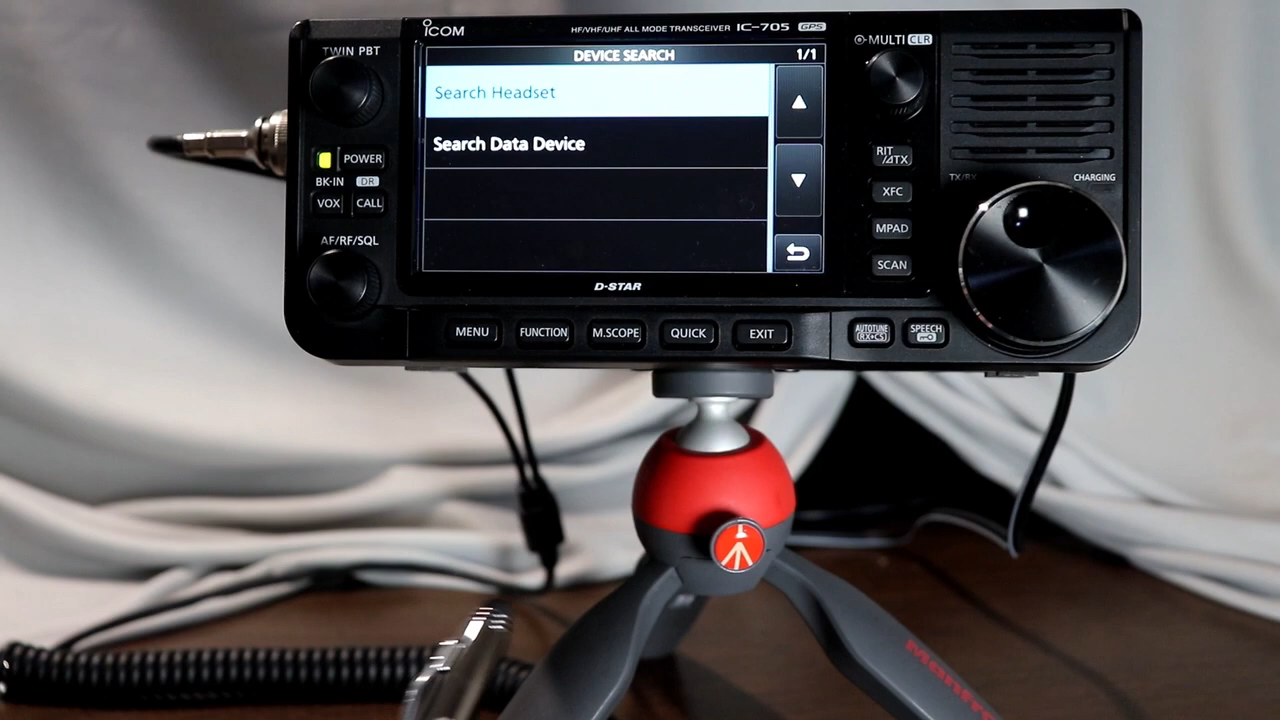 ICOM
HF/VHF/UHF ALL MODE TRANSCEIVER IC-705 GPS
TWIN PBT
DEVICE SEARCH 1/1
Search Headset
Search Data Device
MULTI CLR
POWER
BK-IN DR
VOX CALL
AF/RF/SQL
RIT
/⊿TX
XFC
MPAD
SCAN
TX/RX CHARGING
D-STAR
MENU FUNCTION M.SCOPE QUICK EXIT
AUTOTUNE
RX→CS
SPEECH